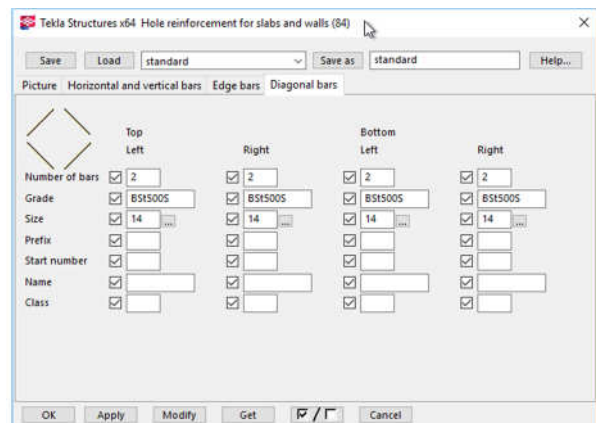 Tekla Structures x64 Hole reinforcement for slabs and walls (84)
Save Load standard Save as standard Help...
Picture Horizontal and vertical bars Edge bars Diagonal bars
Top Bottom
Left Right Left Right
Number of bars 2 2 2 2
Grade BSt500S BSt500S BSt500S BSt500S
Size 14 ... 14 ... 14 ... 14 ...
Prefix
Start number
Name
Class
OK Apply Modify Get / Cancel